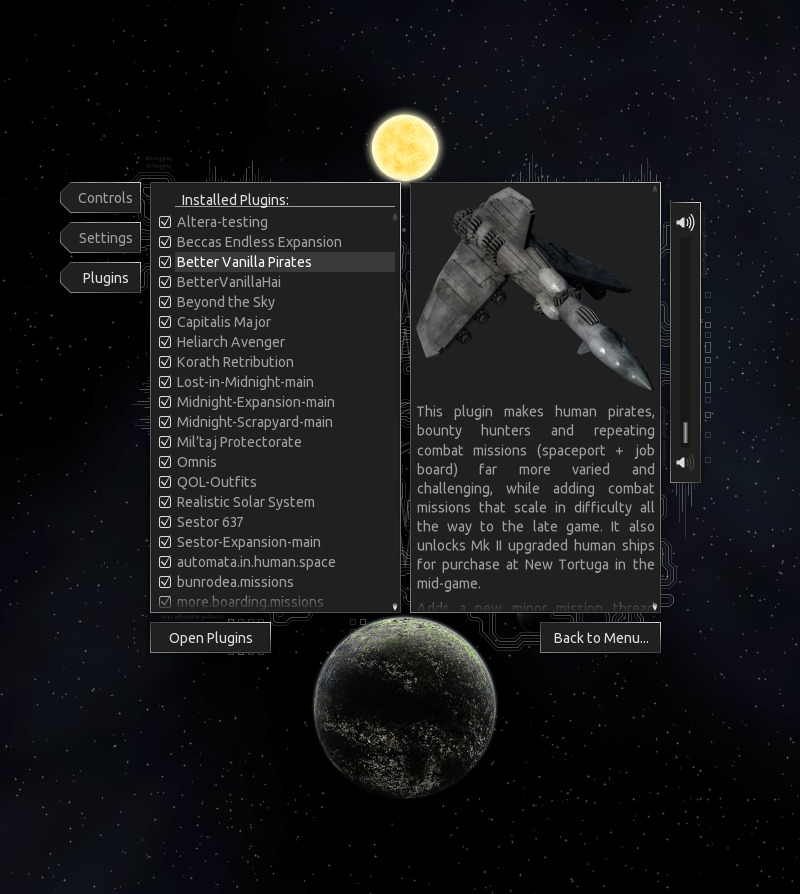 Controls
Settings
Plugins
Installed Plugins:
Altera-testing
Beccas Endless Expansion
Better Vanilla Pirates
BetterVanillaHai
Beyond the Sky
Capitalis Major
Heliarch Avenger
Korath Retribution
Lost-in-Midnight-main
Midnight-Expansion-main
Midnight-Scrapyard-main
Mil'taj Protectorate
Omnis
QOL-Outfits
Realistic Solar System
Sestor 637
Sestor-Expansion-main
automata.in.human.space
bunrodea.missions
more.boarding.missions
This plugin makes human pirates,
bounty hunters and repeating
combat missions (spaceport + job
board) far more varied and
challenging, while adding combat
missions that scale in difficulty all
the way to the late game. It also
unlocks Mk II upgraded human ships
for purchase at New Tortuga in the
mid-game.
Adds a new minor mission thread
Open Plugins
Back to Menu...